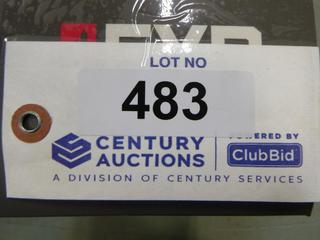 LOT NO
483
CENTURY
AUCTIONS
POWERED BY
ClubBid
A DIVISION OF CENTURY SERVICES